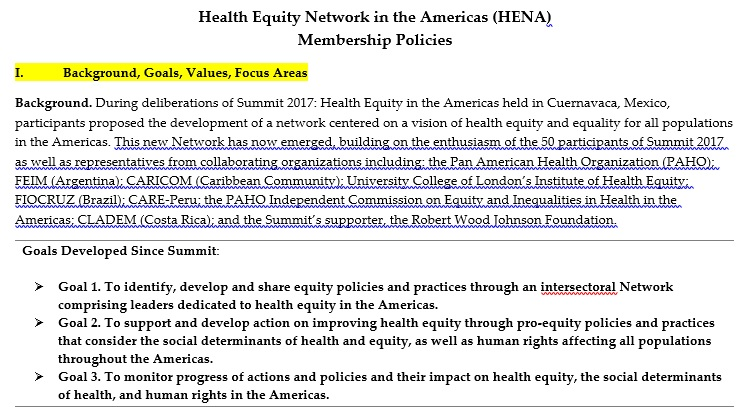 Health Equity Network in the Americas (HENA)
Membership Policies
I. Background, Goals, Values, Focus Areas
Background. During deliberations of Summit 2017: Health Equity in the Americas held in Cuernavaca, Mexico,
participants proposed the development of a network centered on a vision of health equity and equality for all populations
in the Americas. This new Network has now emerged, building on the enthusiasm of the 50 participants of Summit 2017
as well as representatives from collaborating organizations including: the Pan American Health Organization (PAHO);
FEIM (Argentina); CARICOM (Caribbean Community); University College of London's Institute of Health Equity;
FIOCRUZ (Brazil); CARE-Peru; the PAHO Independent Commission on Equity and Inequalities in Health in the
Americas; CLADEM (Costa Rica); and the Summit's supporter, the Robert Wood Johnson Foundation.
Goals Developed Since Summit:
➤ Goal 1. To identify, develop and share equity policies and practices through an intersectoral Network
comprising leaders dedicated to health equity in the Americas.
➤ Goal 2. To support and develop action on improving health equity through pro-equity policies and practices
that consider the social determinants of health and equity, as well as human rights affecting all populations
throughout the Americas.
➤ Goal 3. To monitor progress of actions and policies and their impact on health equity, the social determinants
of health, and human rights in the Americas.